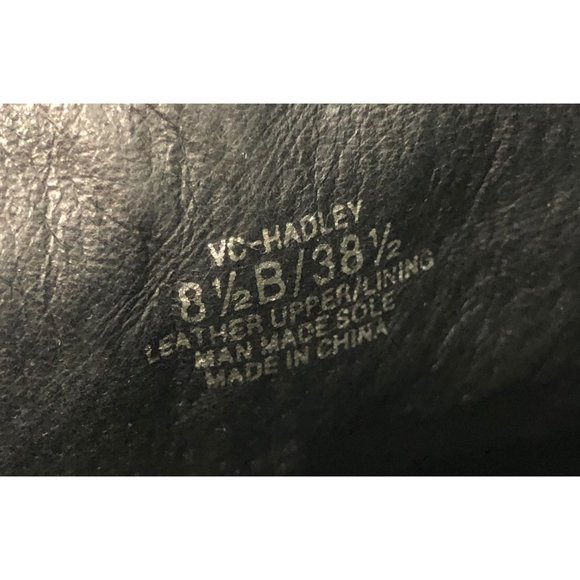 VC-HADLEY
8½B/38½
LEATHER UPPER/LINING
MAN MADE SOLE
MADE IN CHINA